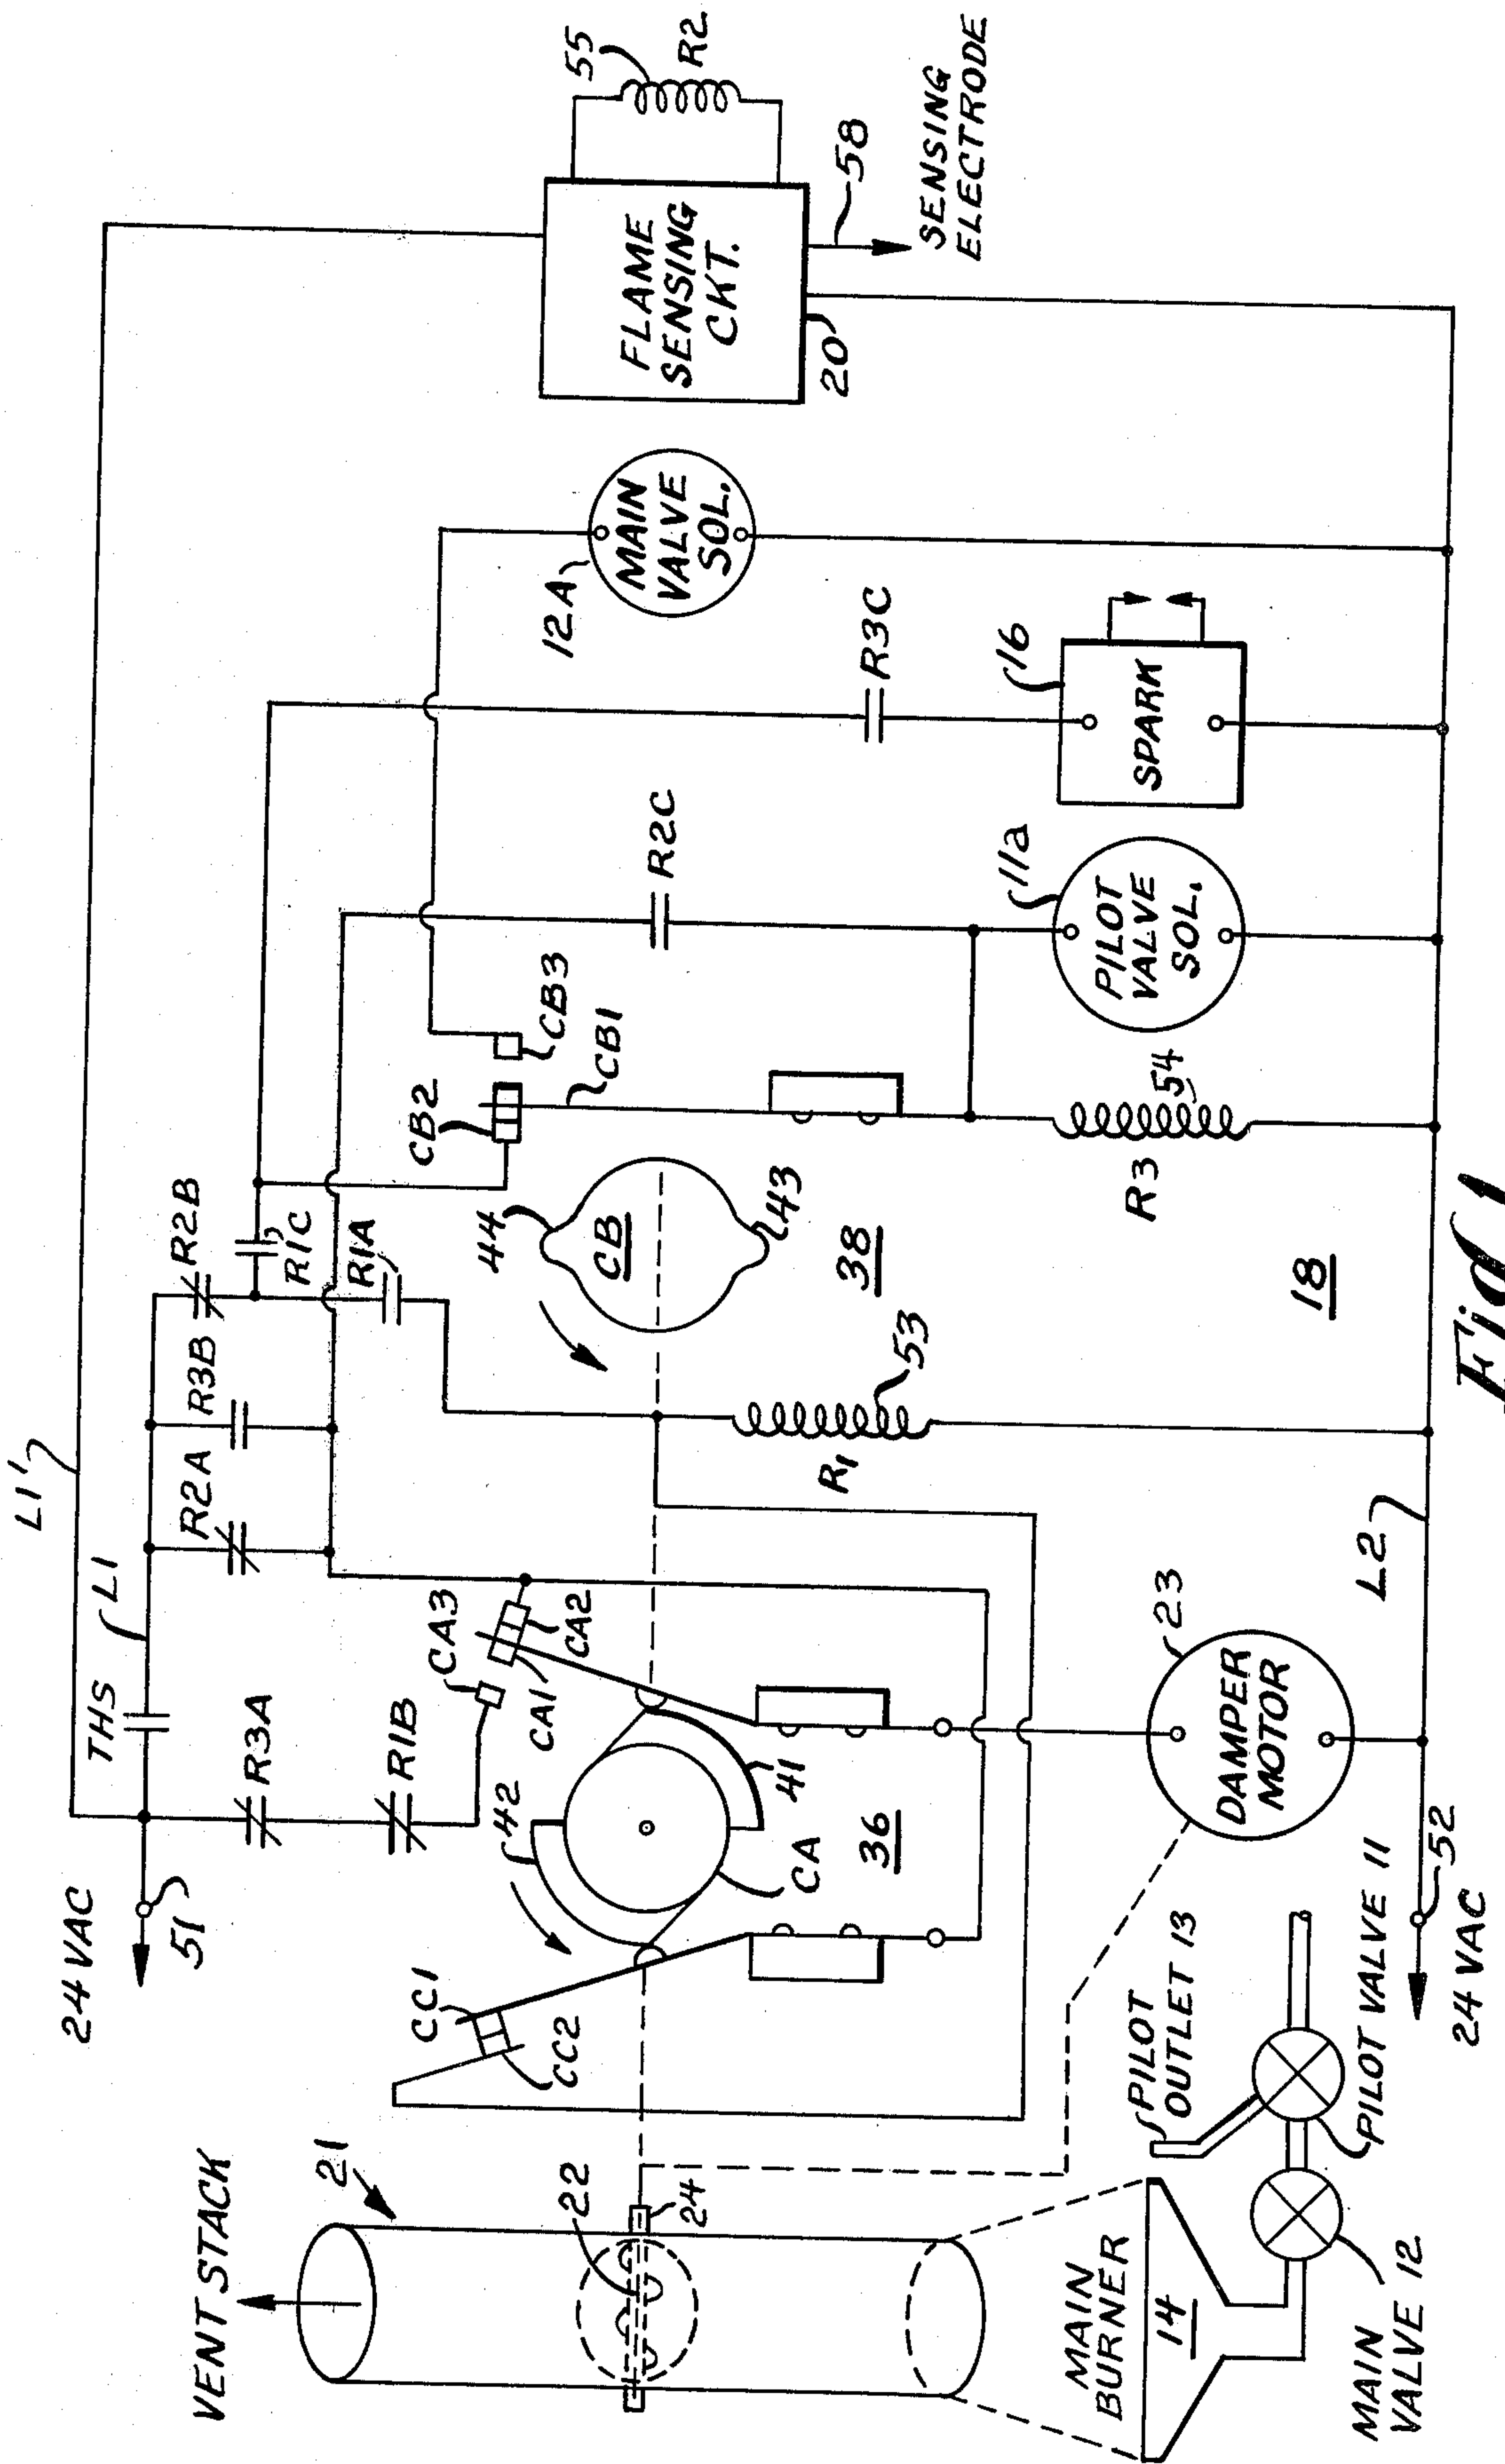 VENT STACK
21
22
24
MAIN
BURNER
14
MAIN
VALVE 12
PILOT
OUTLET 13
PILOT VALVE 11
24 VAC
51
L1'
THS
L1
R3A
R1B
CA3
CA1
CA2
CC1
CC2
42
41
CA
36
DAMPER
MOTOR
23
24 VAC
52
L2
R2A
R3B
R2B
R1C
R1A
R1
53
44
CB
43
38
18
CB2
CB3
CB1
R3
54
R2C
PILOT
VALVE
SOL.
11a
R3C
SPARK
16
12A
MAIN
VALVE
SOL.
FLAME
SENSING
CKT.
20
55
R2
58
SENSING
ELECTRODE
Fig 1